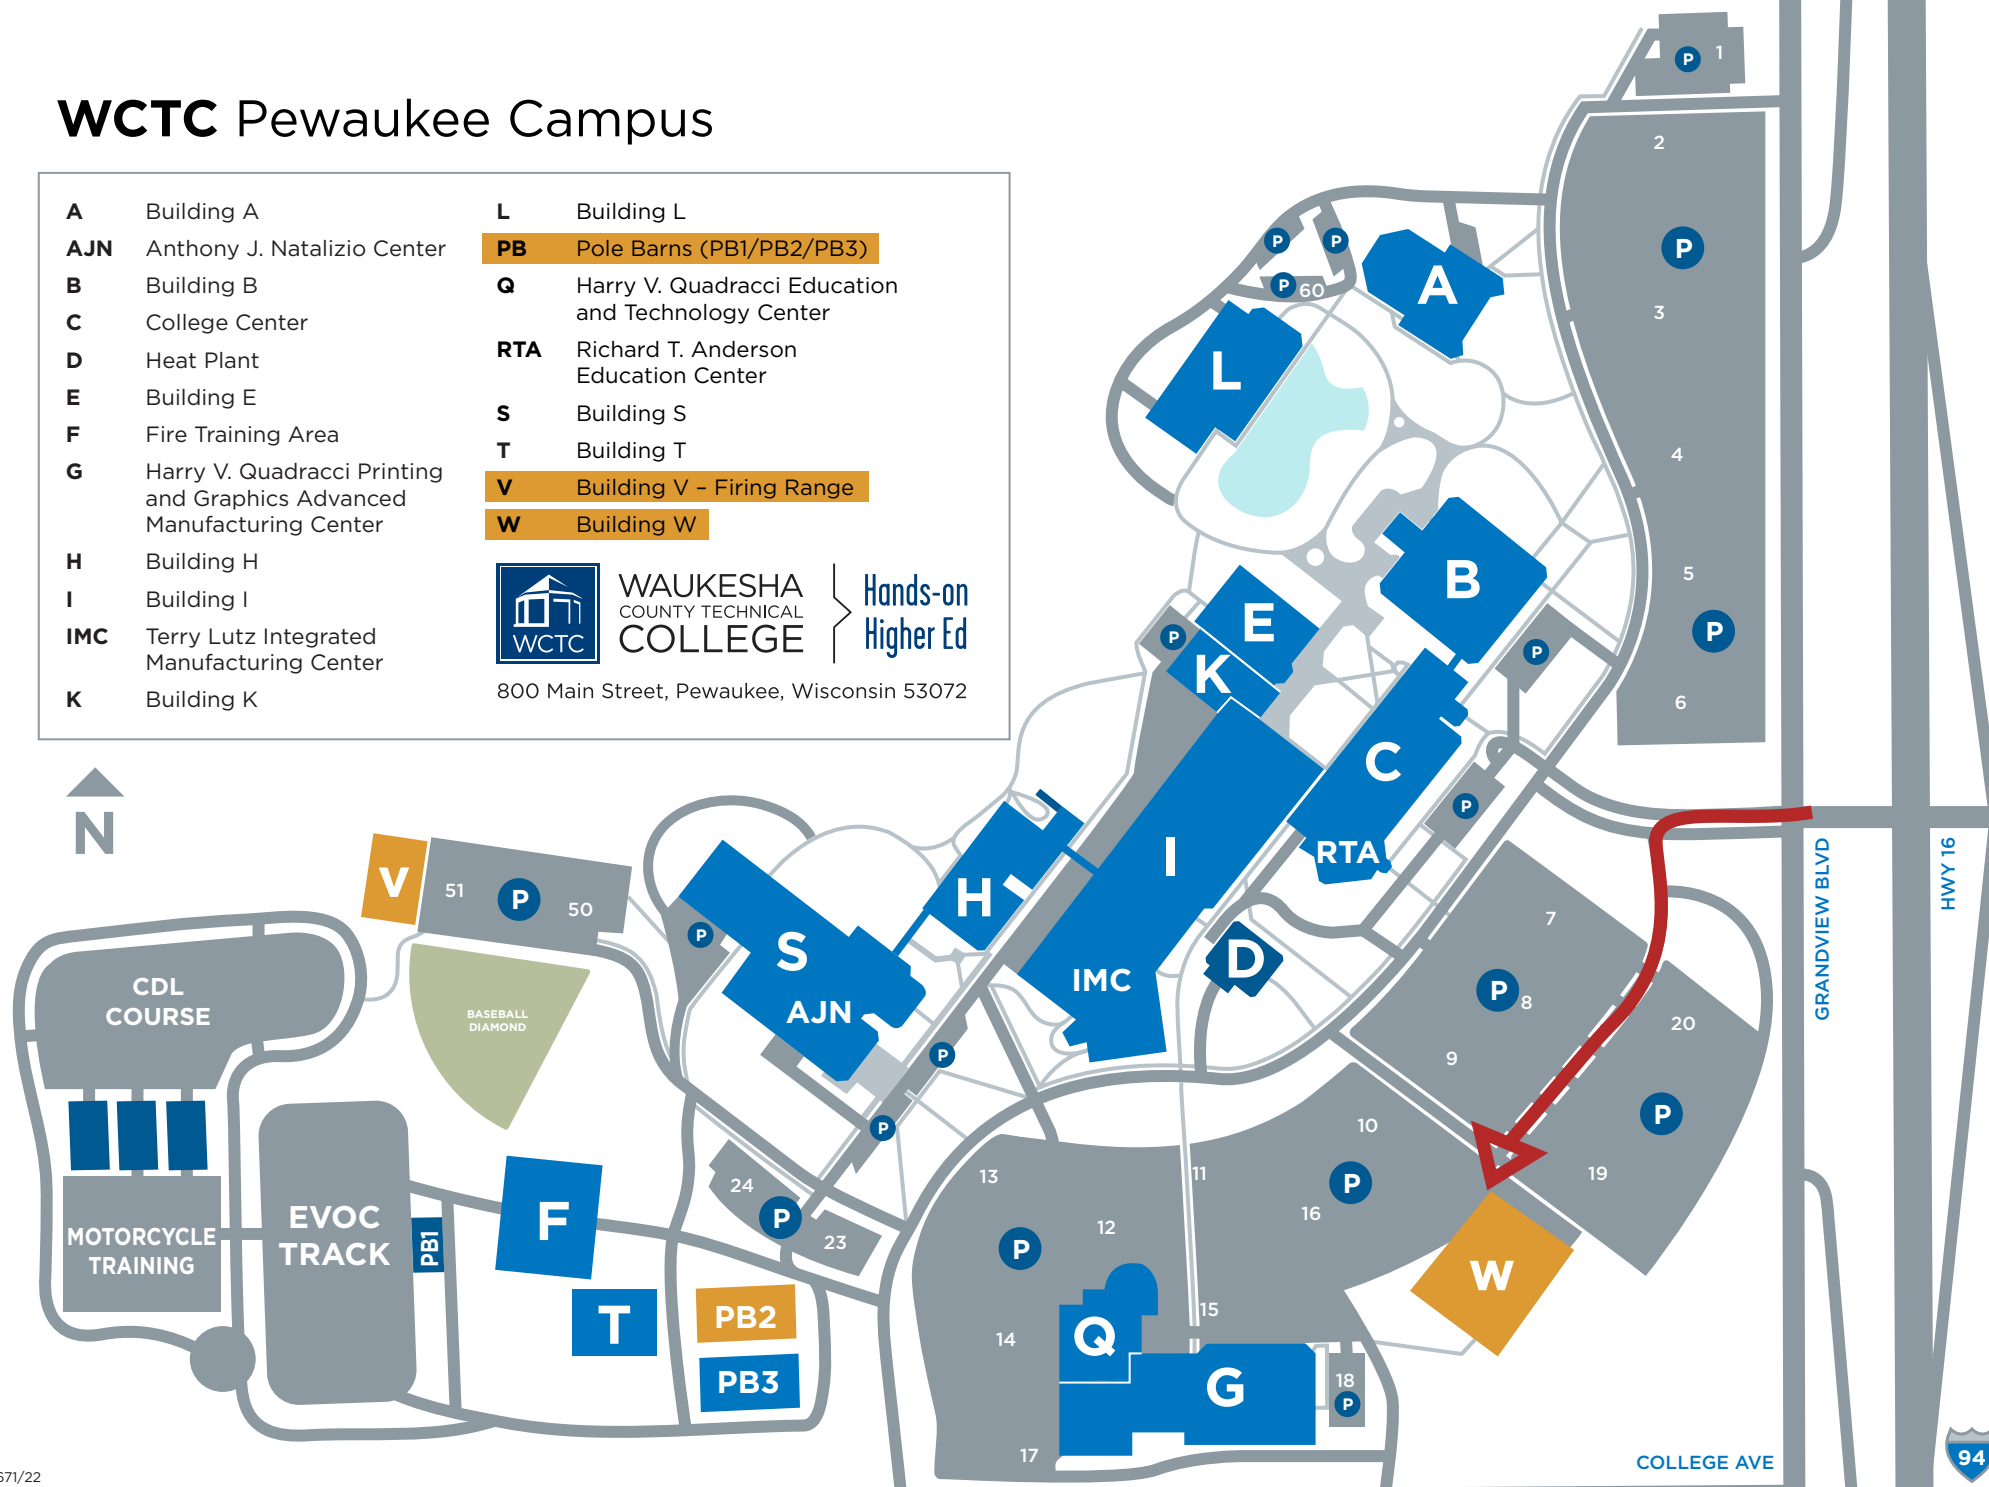 WCTC Pewaukee Campus
A Building A
AJN Anthony J. Natalizio Center
B Building B
C College Center
D Heat Plant
E Building E
F Fire Training Area
G Harry V. Quadracci Printing
and Graphics Advanced
Manufacturing Center
H Building H
I Building I
IMC Terry Lutz Integrated
Manufacturing Center
K Building K
L Building L
PB Pole Barns (PB1/PB2/PB3)
Q Harry V. Quadracci Education
and Technology Center
RTA Richard T. Anderson
Education Center
S Building S
T Building T
V Building V – Firing Range
W Building W
WCTC
WAUKESHA
COUNTY TECHNICAL
COLLEGE
Hands-on
Higher Ed
800 Main Street, Pewaukee, Wisconsin 53072
N
P 1
2
P
3
4
5
P
6
P
P
P 60
A
L
B
E
P
K
P
C
P
RTA
I
H
D
IMC
S
AJN
P
P
P
V
51
P
50
BASEBALL
DIAMOND
CDL
COURSE
MOTORCYCLE
TRAINING
EVOC
TRACK
PB1
F
T
PB2
PB3
24
P
23
7
P
8
9
20
P
19
10
P
16
11
13
12
P
14
15
Q
G
17
18
P
W
GRANDVIEW BLVD
HWY 16
COLLEGE AVE
94
671/22